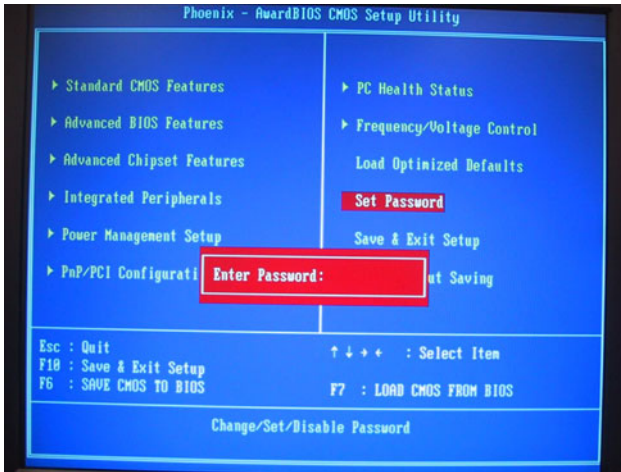 Phoenix - AwardBIOS CMOS Setup Utility
▸ Standard CMOS Features
▸ Advanced BIOS Features
▸ Advanced Chipset Features
▸ Integrated Peripherals
▸ Power Management Setup
▸ PnP/PCI Configurati
▸ PC Health Status
▸ Frequency/Voltage Control
Load Optimized Defaults
Set Password
Save & Exit Setup
ut Saving
Enter Password:
Esc : Quit
F10 : Save & Exit Setup
F6 : SAVE CMOS TO BIOS
↑ ↓ → ← : Select Item
F7 : LOAD CMOS FROM BIOS
Change/Set/Disable Password